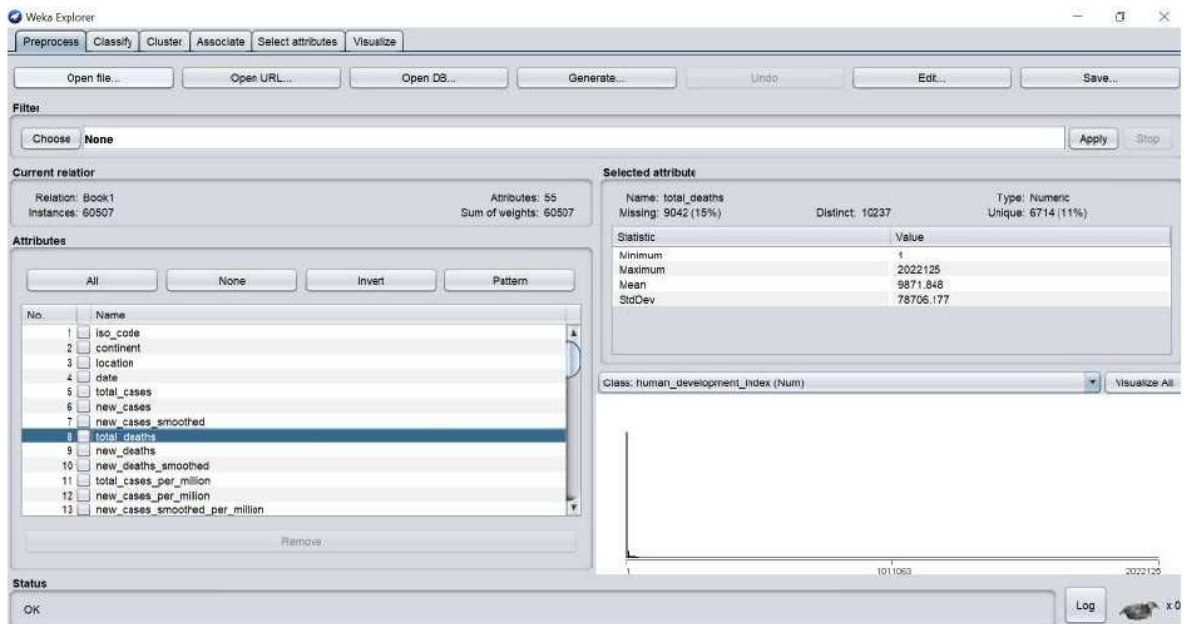 Weka Explorer
Preprocess Classify Cluster Associate Select attributes Visualize
Open file... Open URL... Open DB... Generate... Undo Edit... Save...
Filter
Choose None Apply Stop
Current relation
Relation: Book1 Attributes: 55
Instances: 60507 Sum of weights: 60507
Attributes
All None Invert Pattern
No. Name
1 iso_code
2 continent
3 location
4 date
5 total_cases
6 new_cases
7 new_cases_smoothed
8 total_deaths
9 new_deaths
10 new_deaths_smoothed
11 total_cases_per_million
12 new_cases_per_million
13 new_cases_smoothed_per_million
Remove
Selected attribute
Name: total_deaths Type: Numeric
Missing: 9042 (15%) Distinct: 10237 Unique: 6714 (11%)
Statistic Value
Minimum 1
Maximum 2022125
Mean 9871.848
StdDev 78706.177
Class: human_development_index (Num) Visualize All
1 1011063 2022125
Status
OK Log x 0